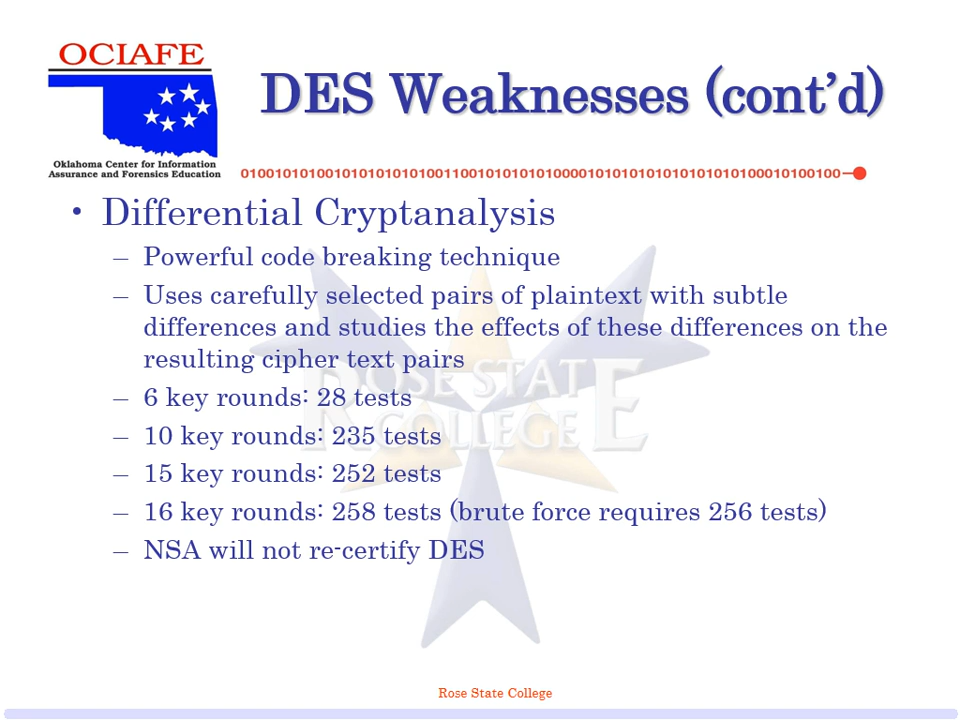 OCIAFE
Oklahoma Center for Information
Assurance and Forensics Education
DES Weaknesses (cont’d)
010010101001010101010101001100101010101010000101010101010101010101000101001 00
• Differential Cryptanalysis
– Powerful code breaking technique
– Uses carefully selected pairs of plaintext with subtle
differences and studies the effects of these differences on the
resulting cipher text pairs
– 6 key rounds: 28 tests
– 10 key rounds: 235 tests
– 15 key rounds: 252 tests
– 16 key rounds: 258 tests (brute force requires 256 tests)
– NSA will not re-certify DES
ROSE STATE
COLLEGE
Rose State College